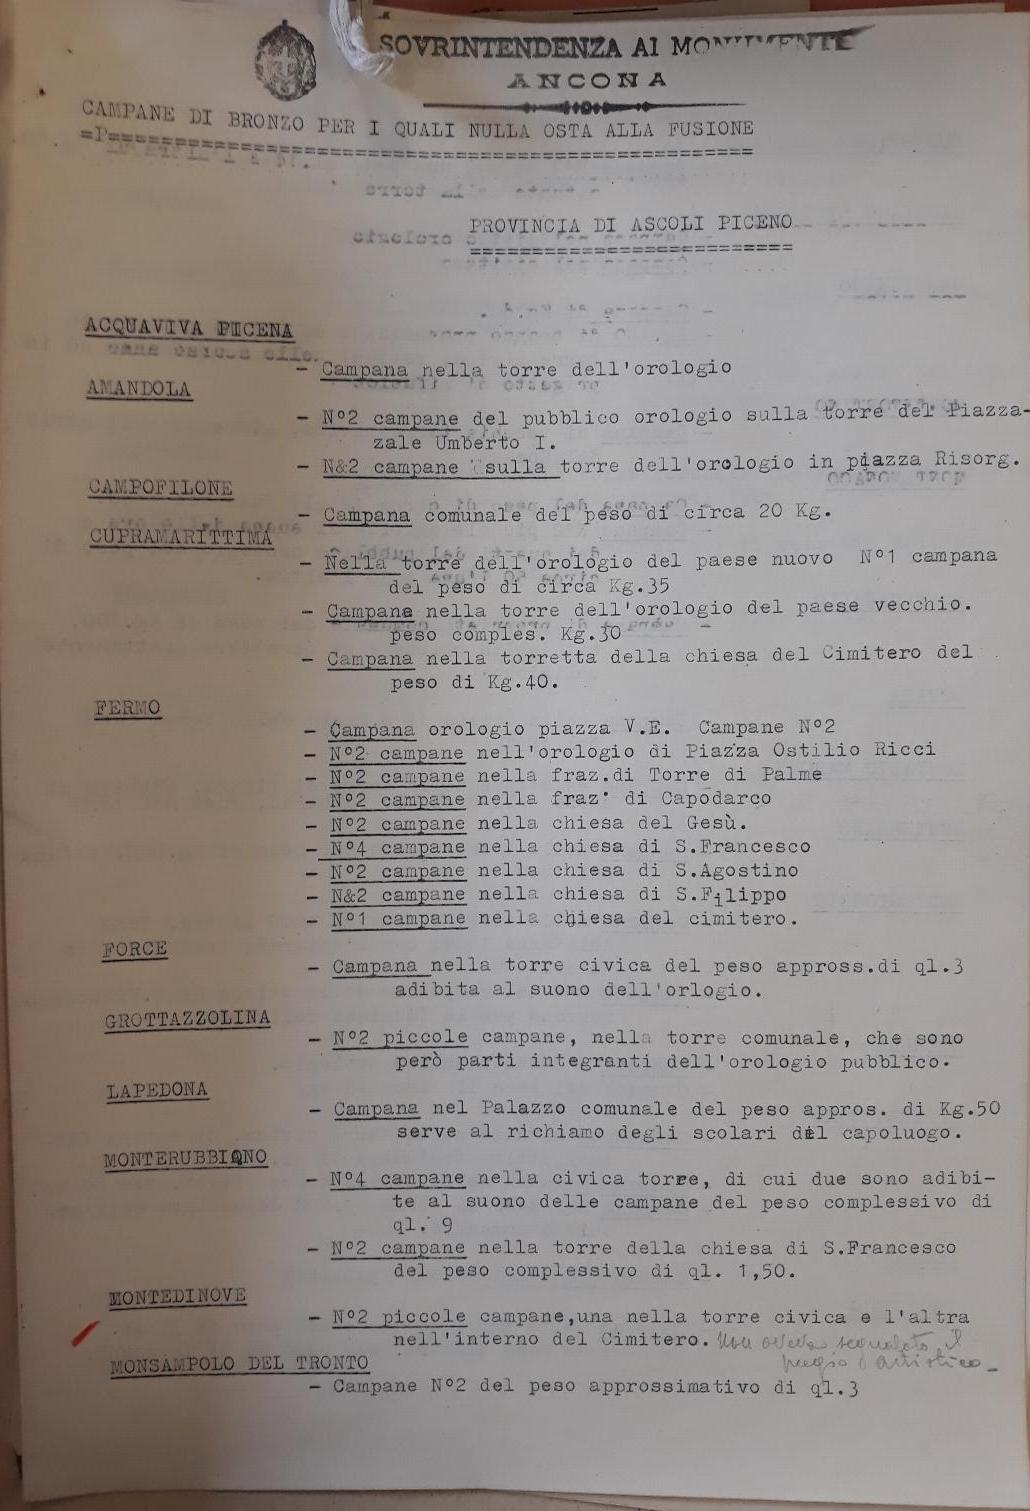 SOVRINTENDENZA AI MONUMENTI
ANCONA
CAMPANE DI BRONZO PER I QUALI NULLA OSTA ALLA FUSIONE
=P=====================================================
PROVINCIA DI ASCOLI PICENO
===========================
ACQUAVIVA PICENA
- Campana nella torre dell'orologio
AMANDOLA
- N°2 campane del pubblico orologio sulla torre del Piazza-
zale Umberto I.
- N&2 campane sulla torre dell'orologio in piazza Risorg.
CAMPOFILONE
- Campana comunale del peso di circa 20 Kg.
CUPRAMARITTIMA
- Nella torre dell'orologio del paese nuovo N°1 campana
del peso di circa Kg.35
- Campana nella torre dell'orologio del paese vecchio.
peso comples. Kg.30
- Campana nella torretta della chiesa del Cimitero del
peso di Kg.40.
FERMO
- Campana orologio piazza V.E. Campane N°2
- N°2 campane nell'orologio di Piazza Ostilio Ricci
- N°2 campane nella fraz.di Torre di Palme
- N°2 campane nella fraz. di Capodarco
- N°2 campane nella chiesa del Gesù.
- N°4 campane nella chiesa di S.Francesco
- N°2 campane nella chiesa di S.Agostino
- N&2 campane nella chiesa di S.Filippo
- N°1 campane nella chiesa del cimitero.
FORCE
- Campana nella torre civica del peso appross.di ql.3
adibita al suono dell'orlogio.
GROTTAZZOLINA
- N°2 piccole campane, nella torre comunale, che sono
però parti integranti dell'orologio pubblico.
LAPEDONA
- Campana nel Palazzo comunale del peso appros. di Kg.50
serve al richiamo degli scolari del capoluogo.
MONTERUBBIANO
- N°4 campane nella civica torre, di cui due sono adibi-
te al suono delle campane del peso complessivo di
ql. 9
- N°2 campane nella torre della chiesa di S.Francesco
del peso complessivo di ql. 1,50.
MONTEDINOVE
- N°2 piccole campane,una nella torre civica e l'altra
nell'interno del Cimitero. Non segnalato il
pregio artistico_
MONSAMPOLO DEL TRONTO
- Campane N°2 del peso approssimativo di ql.3